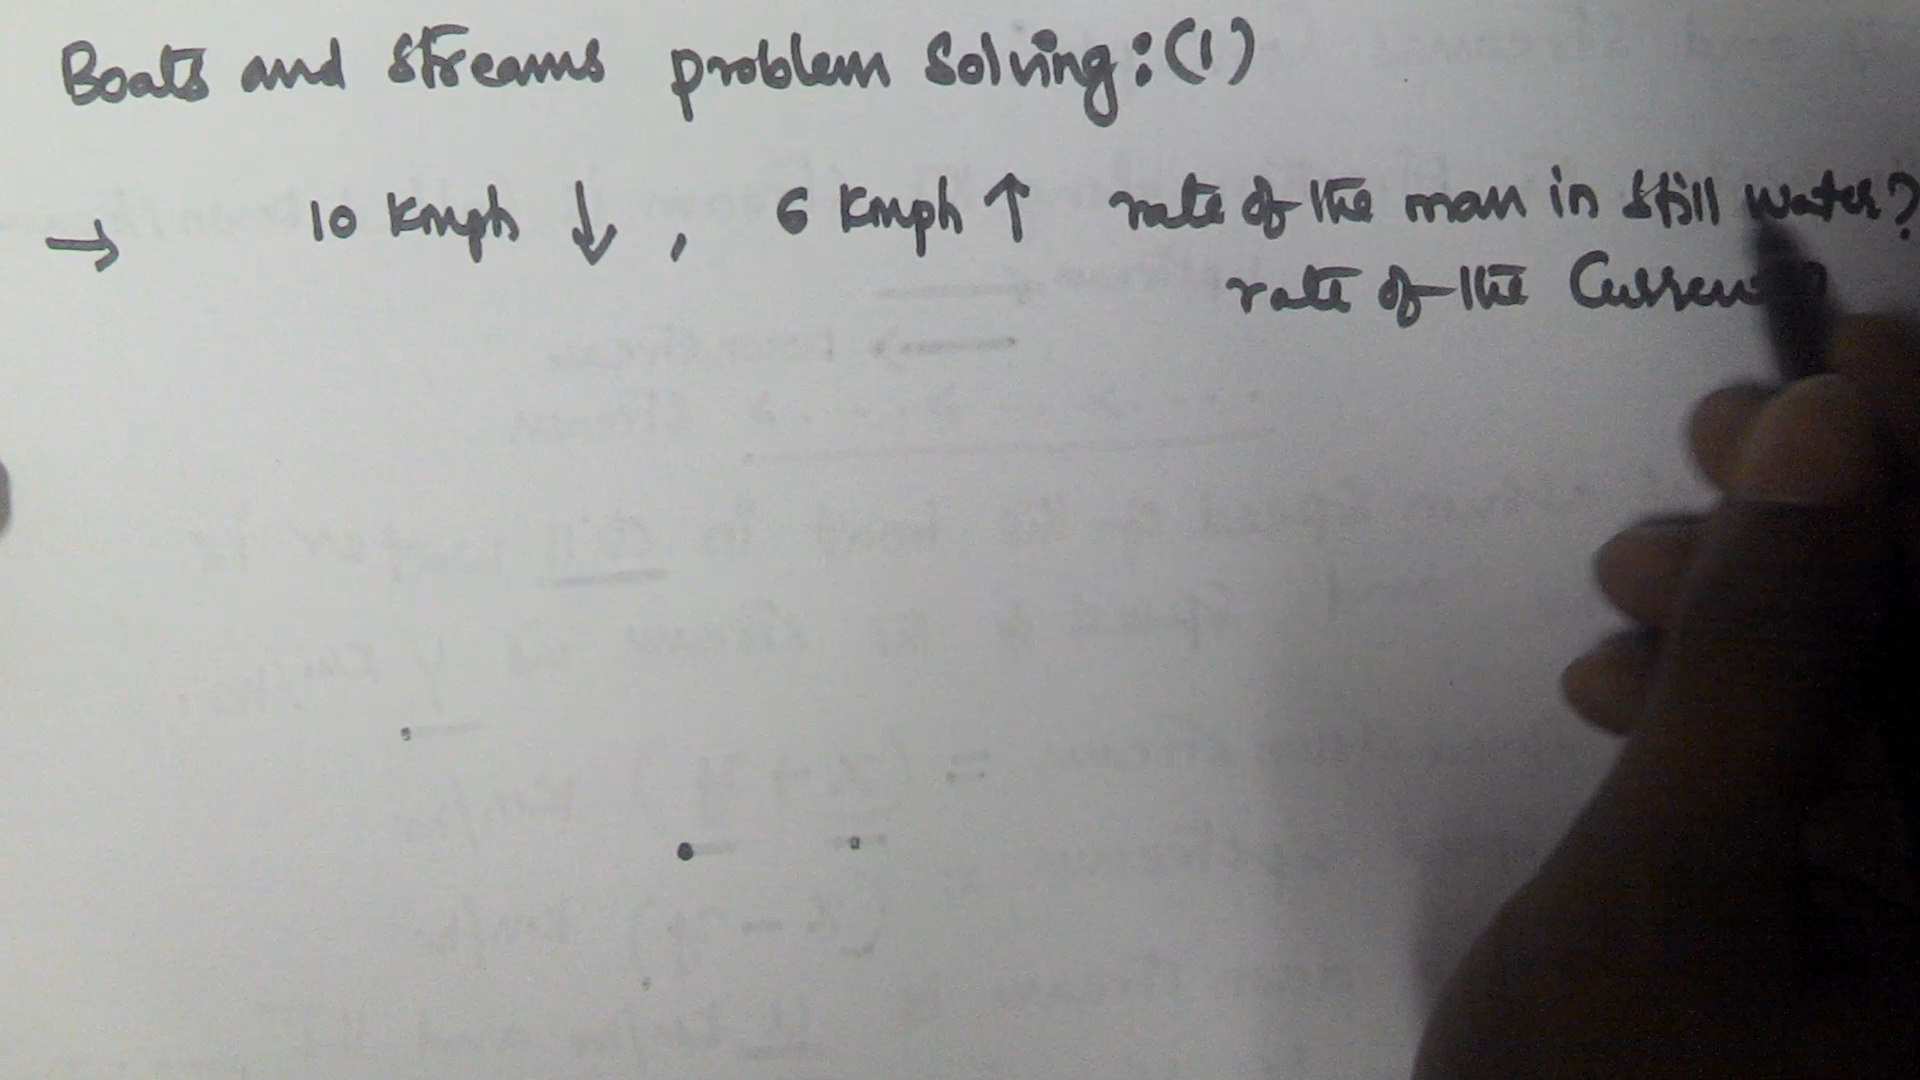 Boats and Streams problem Solving:(1)
→ 10 Kmph ↓, 6 Kmph ↑ rate of the man in still water?
rate of the Current?